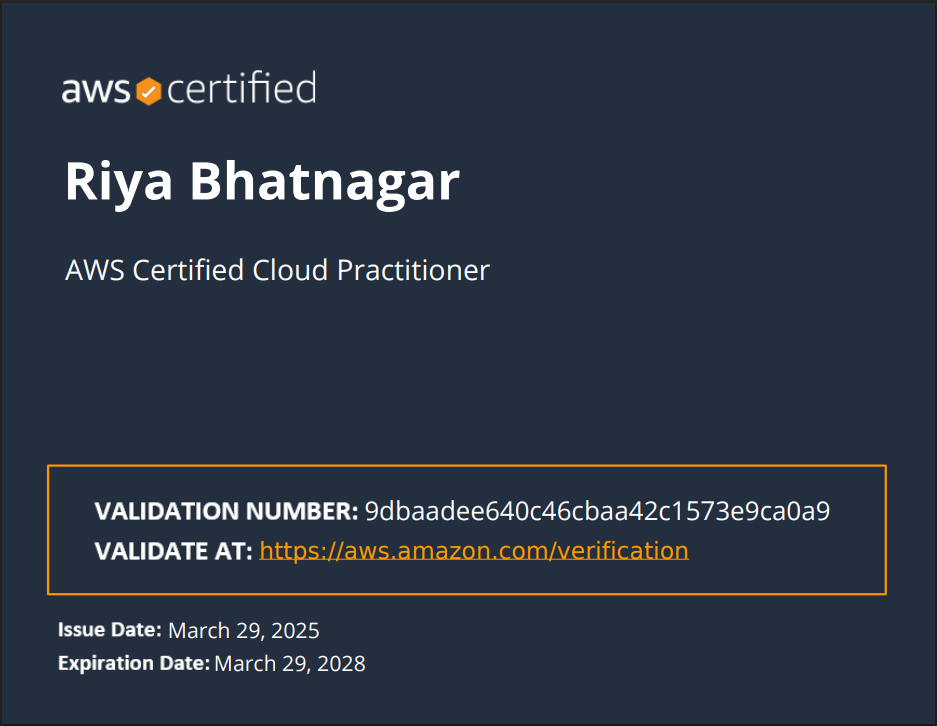 aws certified
Riya Bhatnagar
AWS Certified Cloud Practitioner
VALIDATION NUMBER: 9dbaadee640c46cbaa42c1573e9ca0a9
VALIDATE AT: https://aws.amazon.com/verification
Issue Date: March 29, 2025
Expiration Date: March 29, 2028